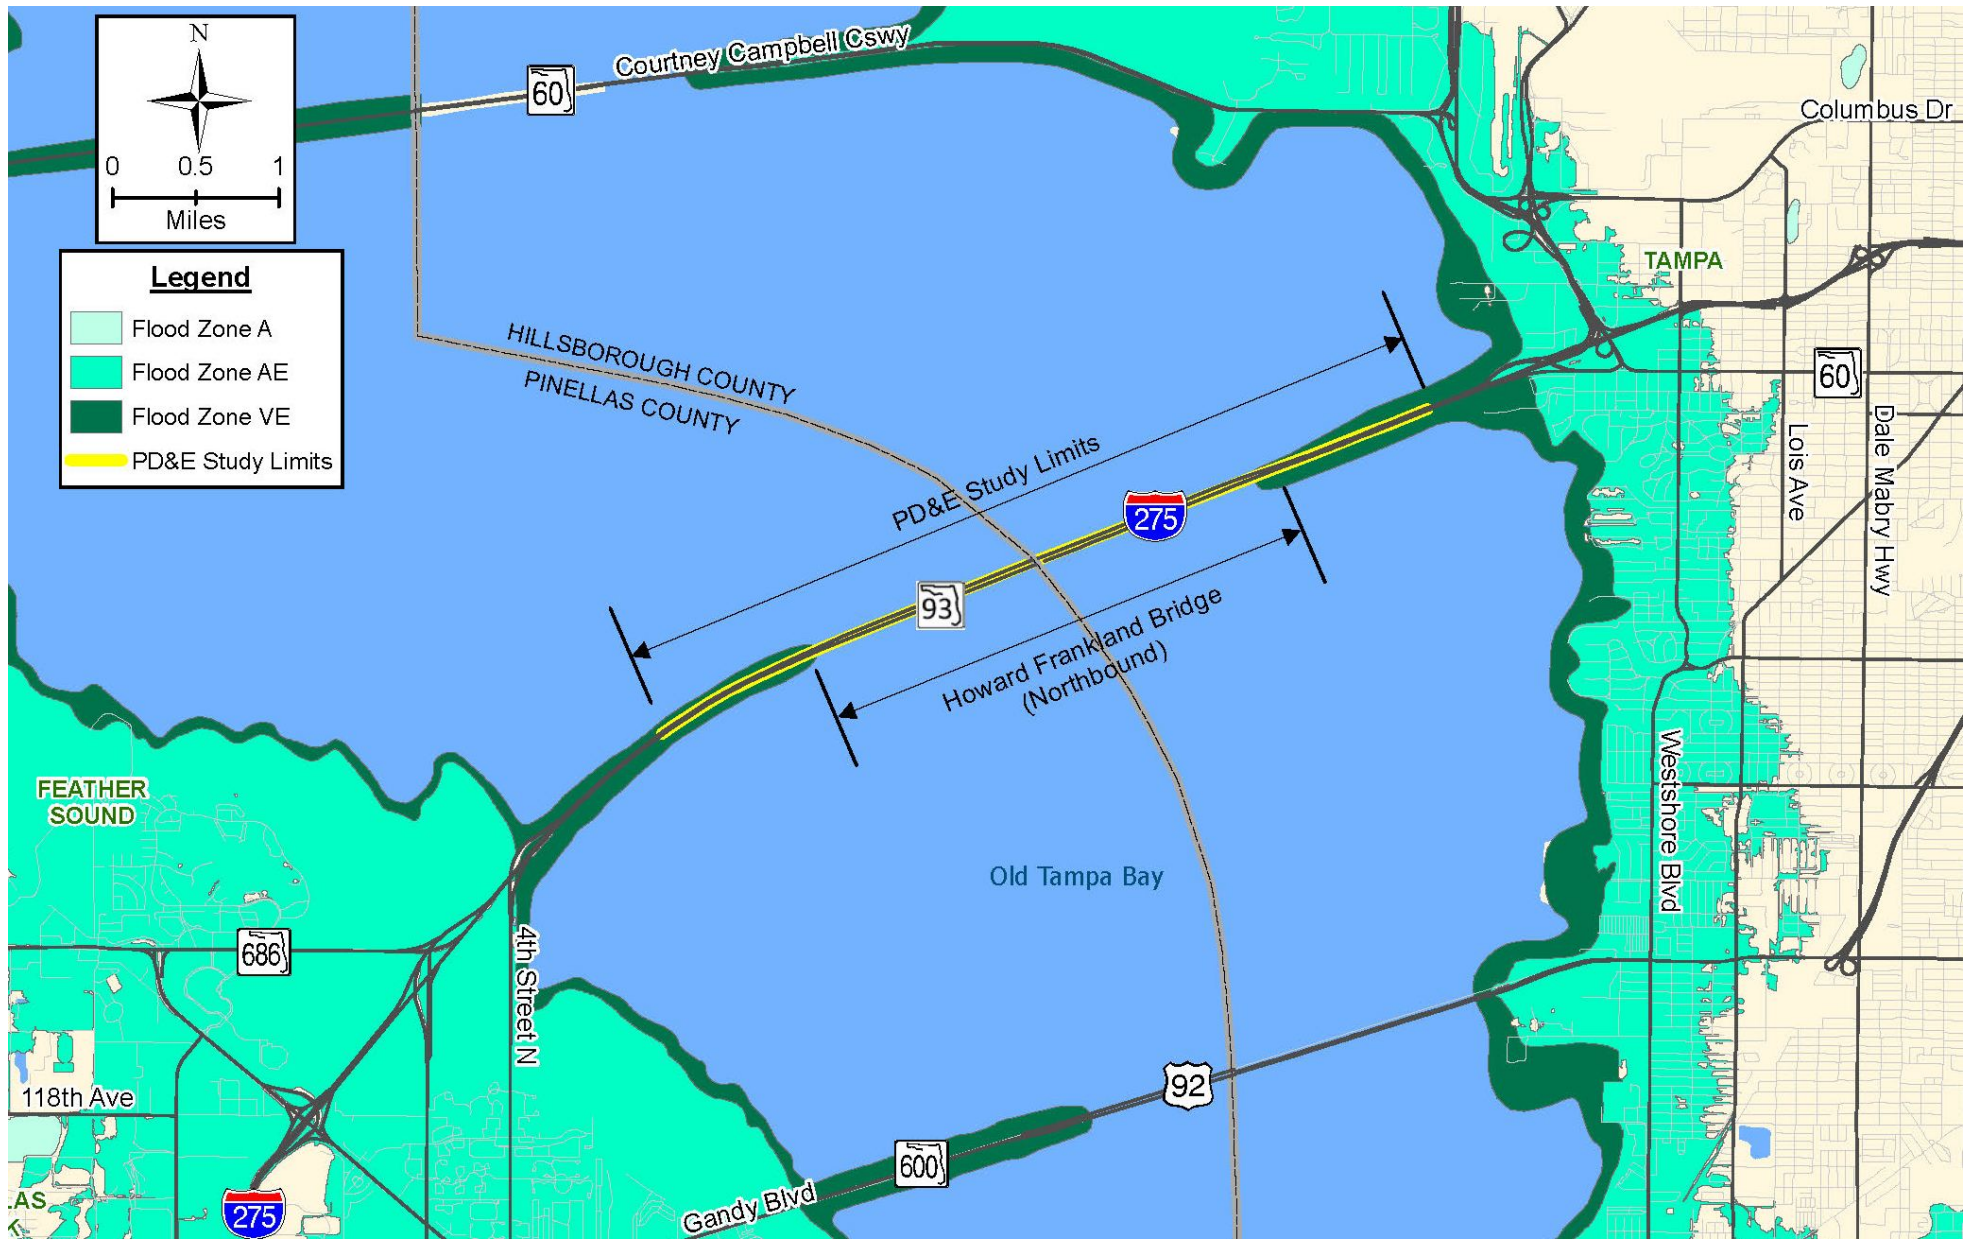 N
0 0.5 1
Miles
Legend
Flood Zone A
Flood Zone AE
Flood Zone VE
PD&E Study Limits
Courtney Campbell Cswy
60
Columbus Dr
TAMPA
HILLSBOROUGH COUNTY
PINELLAS COUNTY
60
PD&E Study Limits
275
93
Howard Frankland Bridge
(Northbound)
Lois Ave
Dale Mabry Hwy
Westshore Blvd
FEATHER
SOUND
Old Tampa Bay
686
4th Street N
118th Ave
92
600
Gandy Blvd
275
LAS
K